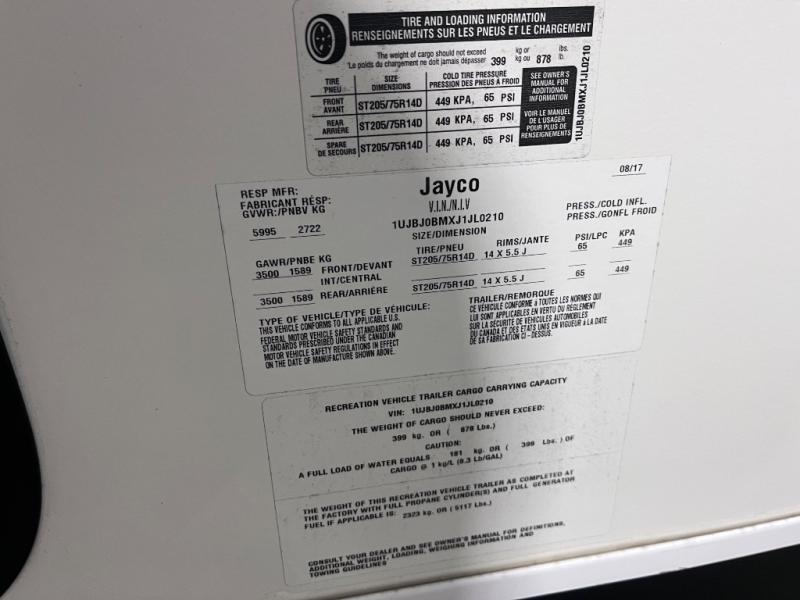 TIRE AND LOADING INFORMATION
RENSEIGNEMENTS SUR LES PNEUS ET LE CHARGEMENT
The weight of cargo should not exceed 399 kg or 878 lbs.
Le poids du chargement ne doit jamais dépasser kg ou lb.
TIRE PNEU SIZE DIMENSIONS COLD TIRE PRESSURE PRESSION DES PNEUS À FROID
FRONT AVANT ST205/75R14D 449 KPA, 65 PSI
REAR ARRIÈRE ST205/75R14D 449 KPA, 65 PSI
SPARE DE SECOURS ST205/75R14D 449 KPA, 65 PSI
SEE OWNER'S
MANUAL FOR
ADDITIONAL
INFORMATION
VOIR LE MANUEL
DE L'USAGER
POUR PLUS DE
RENSEIGNEMENTS
1UJBJ0BMXJ1JL0210
08/17
RESP MFR:
FABRICANT RÉSP:
Jayco
GVWR:/PNBV KG
V.I.N./N.I.V
1UJBJ0BMXJ1JL0210
5995 2722
SIZE/DIMENSION
PRESS./COLD INFL.
PRESS./GONFL FROID
GAWR/PNBE KG TIRE/PNEU RIMS/JANTE PSI/LPC KPA
3500 1589 FRONT/DEVANT ST205/75R14D 14 X 5.5 J 65 449
INT/CENTRAL
3500 1589 REAR/ARRIÈRE ST205/75R14D 14 X 5.5 J 65 449
TYPE OF VEHICLE/TYPE DE VÉHICULE:
THIS VEHICLE CONFORMS TO ALL APPLICABLE U.S.
FEDERAL MOTOR VEHICLE SAFETY STANDARDS AND
STANDARDS PRESCRIBED UNDER THE CANADIAN
MOTOR VEHICLE SAFETY REGULATIONS IN EFFECT
ON THE DATE OF MANUFACTURE SHOWN ABOVE.
TRAILER/REMORQUE
CE VÉHICULE CONFORME à TOUTES LES NORMES QUI
LUI SONT APPLICABLES EN VERTU DU RÈGLEMENT
SUR LA SÉCURITÉ DE VÉHICULES AUTOMOBILES
DU CANADA ET DES ETATS UNIS EN VIGUEUR à LA DATE
DE SA FABRICATION CI-DESSUS.
RECREATION VEHICLE TRAILER CARGO CARRYING CAPACITY
VIN: 1UJBJ0BMXJ1JL0210
THE WEIGHT OF CARGO SHOULD NEVER EXCEED:
399 kg. OR ( 878 Lbs.)
CAUTION:
A FULL LOAD OF WATER EQUALS 181 kg. OR ( 399 Lbs. ) OF
CARGO @ 1 kg/L (8.3 Lb/GAL)
THE WEIGHT OF THIS RECREATION VEHICLE TRAILER AS COMPLETED AT
THE FACTORY WITH FULL PROPANE CYLINDER(S) AND FULL GENERATOR
FUEL IF APPLICABLE IS: 2323 kg. OR ( 5117 Lbs.)
CONSULT YOUR DEALER AND SEE OWNER'S MANUAL FOR DEFINITIONS,
ADDITIONAL WEIGHT, LOADING, WEIGHING INFORMATION AND
TOWING GUIDELINES